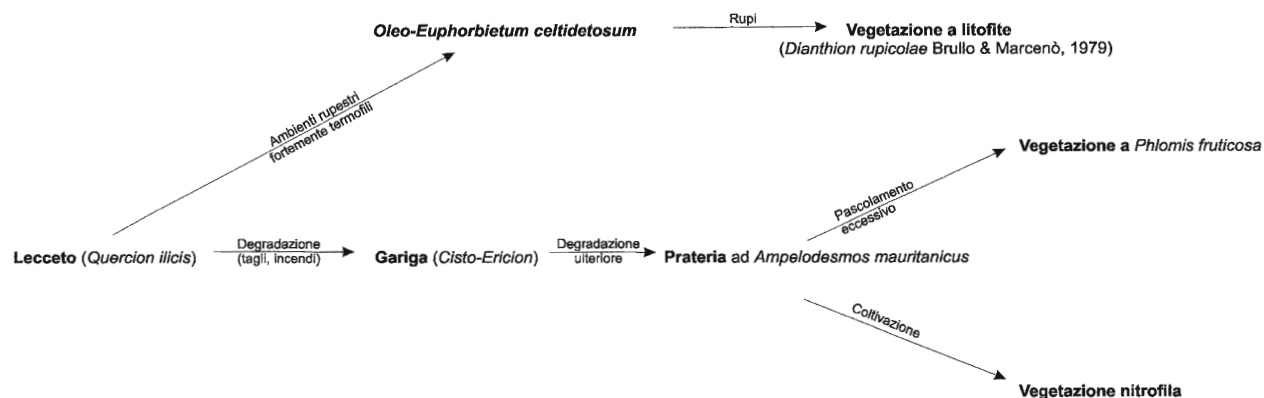 Oleo-Euphorbietum celtidetosum
Rupi
Vegetazione a litofite
(Dianthion rupicolae Brullo & Marcenò, 1979)
Ambienti rupestri
fortemente termofili
Vegetazione a Phlomis fruticosa
Pascolamento
eccessivo
Lecceto (Quercion ilicis)
Degradazione
(tagli, incendi)
Gariga (Cisto-Ericion)
Degradazione
ulteriore
Prateria ad Ampelodesmos mauritanicus
Coltivazione
Vegetazione nitrofila